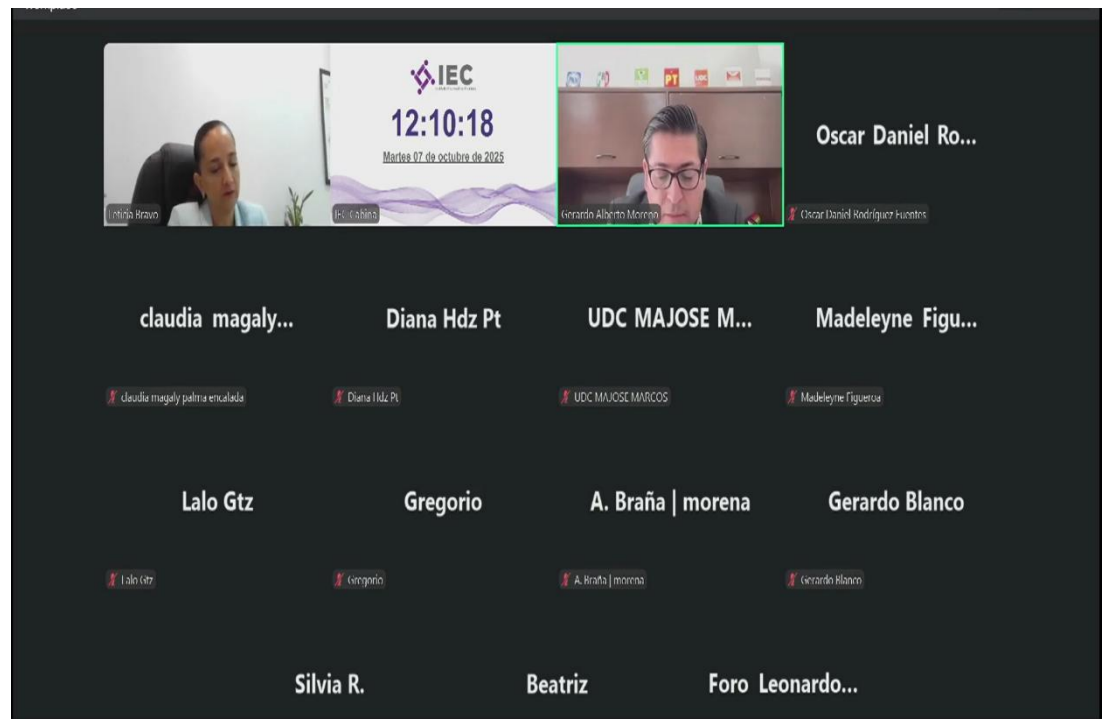 IEC
12:10:18
Martes 07 de octubre de 2025
PT
UDC
Oscar Daniel Ro...
Leticia Bravo
IEC Cabina
Gerardo Alberto Moreno
Oscar Daniel Rodríguez Fuentes
claudia magaly...
Diana Hdz Pt
UDC MAJOSE M...
Madeleyne Figu...
claudia magaly palma encalada
Diana Hdz Pt
UDC MAJOSE MARCOS
Madeleyne Figueroa
Lalo Gtz
Gregorio
A. Braña | morena
Gerardo Blanco
Lalo Gtz
Gregorio
A. Braña | morena
Gerardo Blanco
Silvia R.
Beatriz
Foro Leonardo...